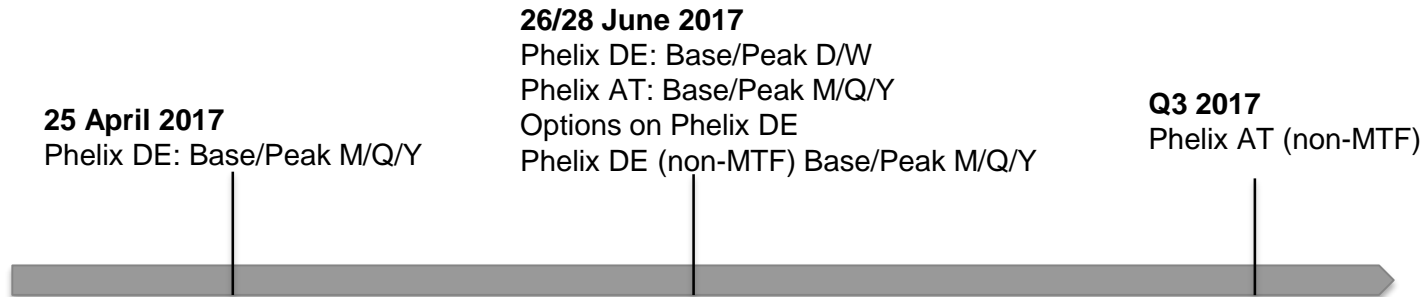 26/28 June 2017
Phelix DE: Base/Peak D/W
Phelix AT: Base/Peak M/Q/Y
Options on Phelix DE
Phelix DE (non-MTF) Base/Peak M/Q/Y
25 April 2017
Phelix DE: Base/Peak M/Q/Y
Q3 2017
Phelix AT (non-MTF)